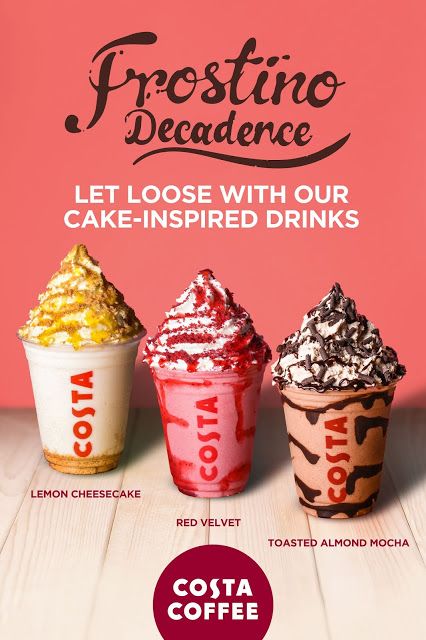 Frostino
Decadence
LET LOOSE WITH OUR
CAKE-INSPIRED DRINKS
COSTA
COSTA
COSTA
LEMON CHEESECAKE
RED VELVET
TOASTED ALMOND MOCHA
COSTA
COFFEE